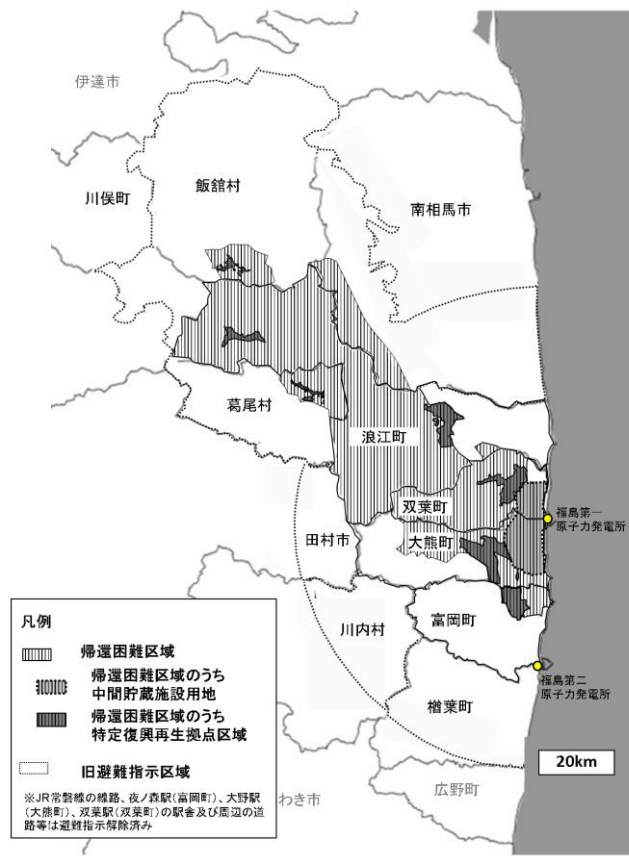 伊達市
飯舘村
川俣町
南相馬市
葛尾村
浪江町
双葉町
福島第一
原子力発電所
田村市
大熊町
川内村
富岡町
福島第二
原子力発電所
楢葉町
20km
広野町
わき市
凡例
帰還困難区域
帰還困難区域のうち
中間貯蔵施設用地
帰還困難区域のうち
特定復興再生拠点区域
旧避難指示区域
※JR常磐線の線路、夜ノ森駅(富岡町)、大野駅
(大熊町)、双葉駅(双葉町)の駅舎及び周辺の道
路等は避難指示解除済み